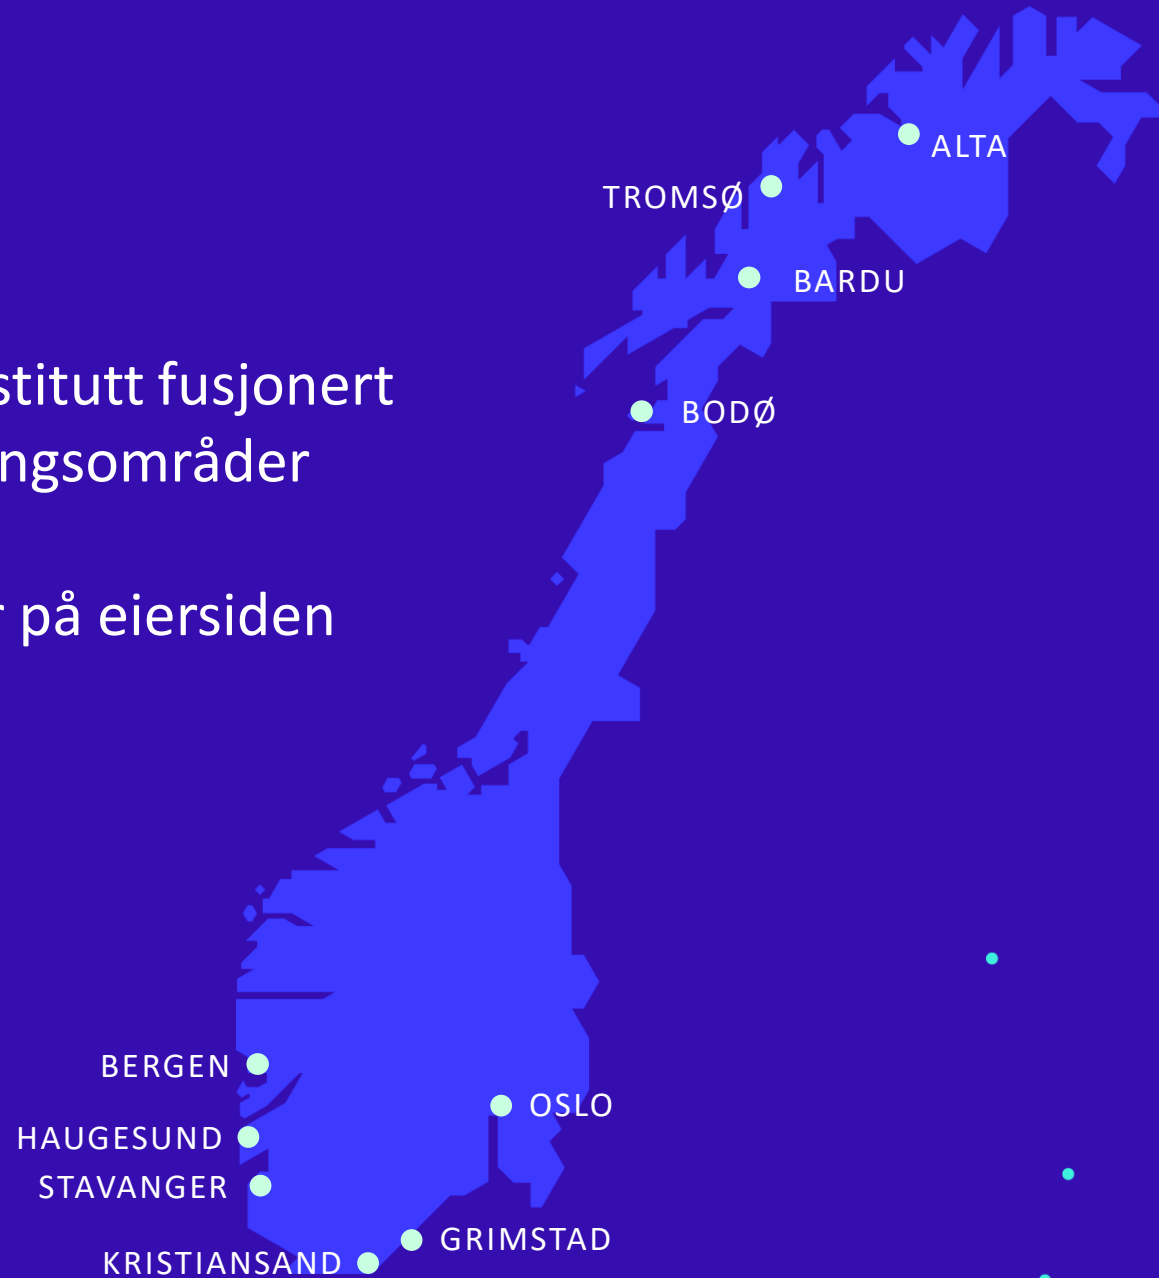 ALTA
TROMSØ
BARDU
stitutt fusjonert
BODØ
ngsområder
r på eiersiden
BERGEN
OSLO
HAUGESUND
STAVANGER
GRIMSTAD
KRISTIANSAND